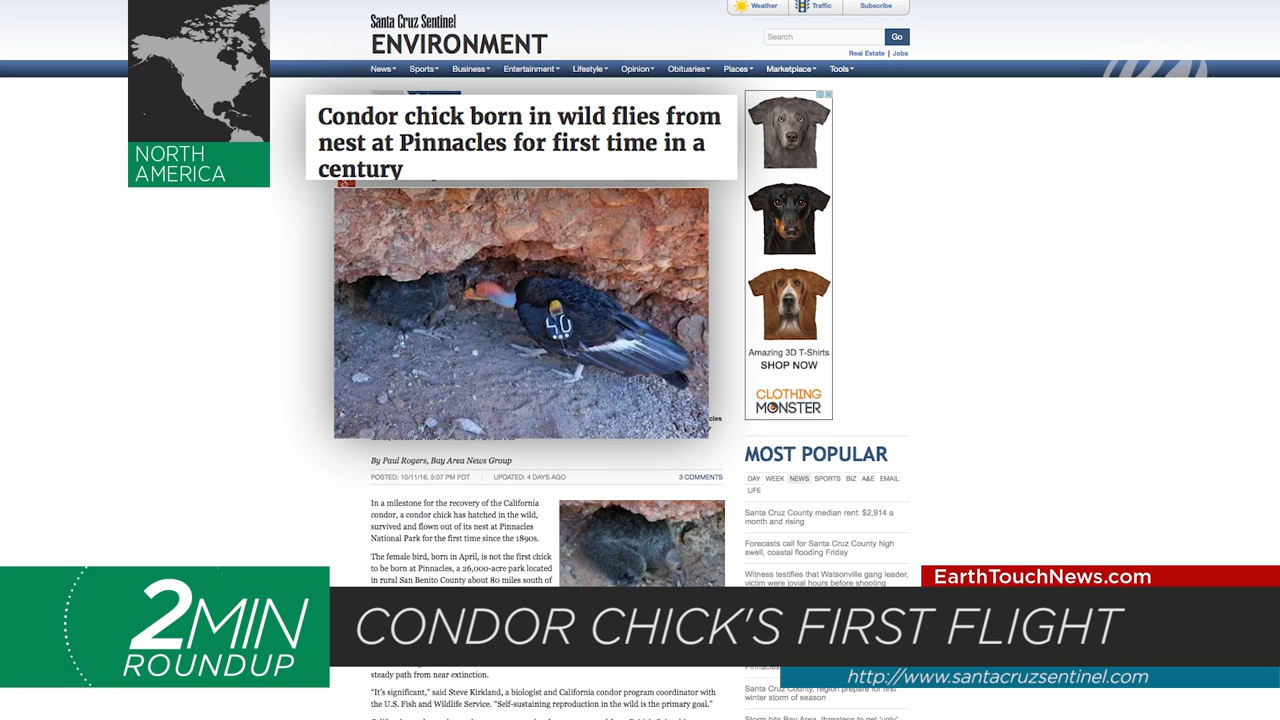 Santa Cruz Sentinel
ENVIRONMENT
Weather
Traffic
Subscribe
Search
Go
Real Estate | Jobs
News
Sports
Business
Entertainment
Lifestyle
Opinion
Obituaries
Places
Marketplace
Tools
NORTH
AMERICA
Condor chick born in wild flies from
nest at Pinnacles for first time in a
century
40
cles
By Paul Rogers, Bay Area News Group
POSTED: 10/11/16, 5:07 PM PDT | UPDATED: 4 DAYS AGO
3 COMMENTS
In a milestone for the recovery of the California
condor, a condor chick has hatched in the wild,
survived and flown out of its nest at Pinnacles
National Park for the first time since the 1890s.
The female bird, born in April, is not the first chick
to be born at Pinnacles, a 26,000-acre park located
in rural San Benito County about 80 miles south of
steady path from near extinction.
"It's significant," said Steve Kirkland, a biologist and California condor program coordinator with
the U.S. Fish and Wildlife Service. "Self-sustaining reproduction in the wild is the primary goal."
Amazing 3D T-Shirts
SHOP NOW
CLOTHING
MONSTER
MOST POPULAR
DAY WEEK NEWS SPORTS BIZ A&E EMAIL
LIFE
Santa Cruz County median rent: $2,914 a
month and rising
Forecasts call for Santa Cruz County high
swell, coastal flooding Friday
Witness testifies that Watsonville gang leader,
victim were jovial hours before shooting
Santa Cruz County, region prepare for first
winter storm of season
Storm hits Bay Area, threatens to get 'ugly'
EarthTouchNews.com
2MIN
ROUNDUP
CONDOR CHICK'S FIRST FLIGHT
http://www.santacruzsentinel.com